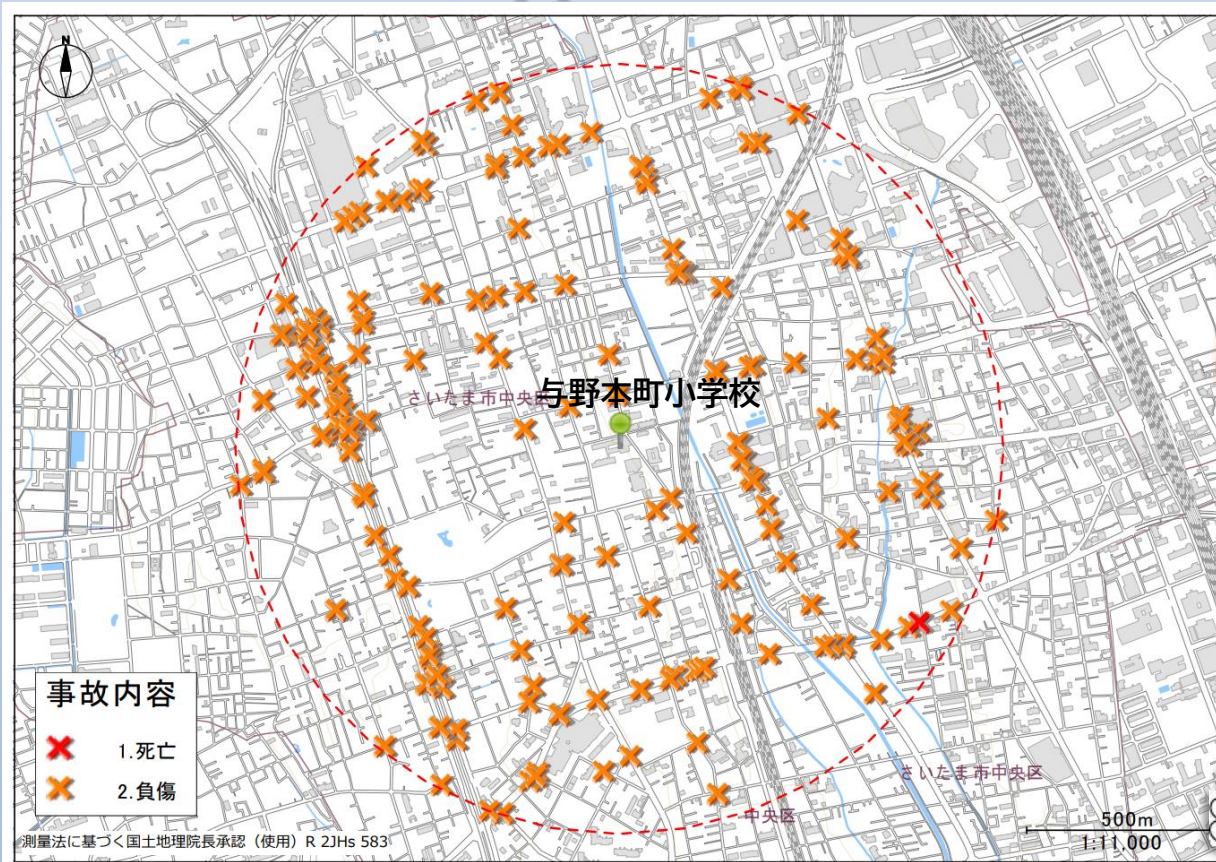 N
さいたま市中央区
与野本町小学校
事故内容
1.死亡
2.負傷
さいたま市中央区
中央区
500m
1:11,000
測量法に基づく国土地理院長承認（使用）R 2JHs 583